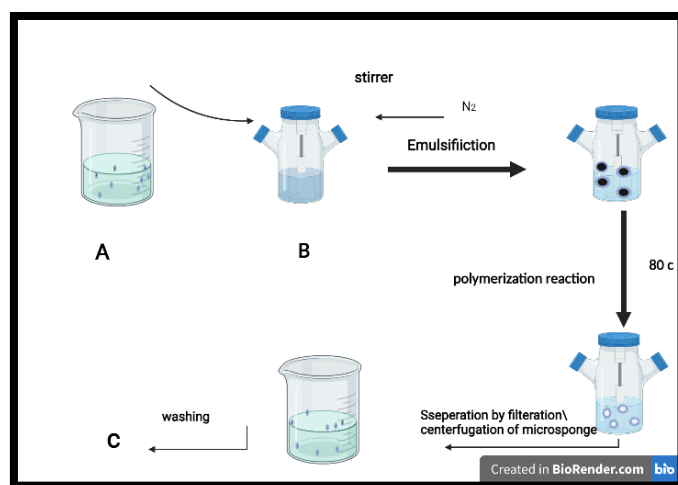 stirrer
N2
Emulsifiiction
A
B
80 c
polymerization reaction
Sseperation by filteration\
centerfugation of microsponge
washing
C
Created in BioRender.com bio